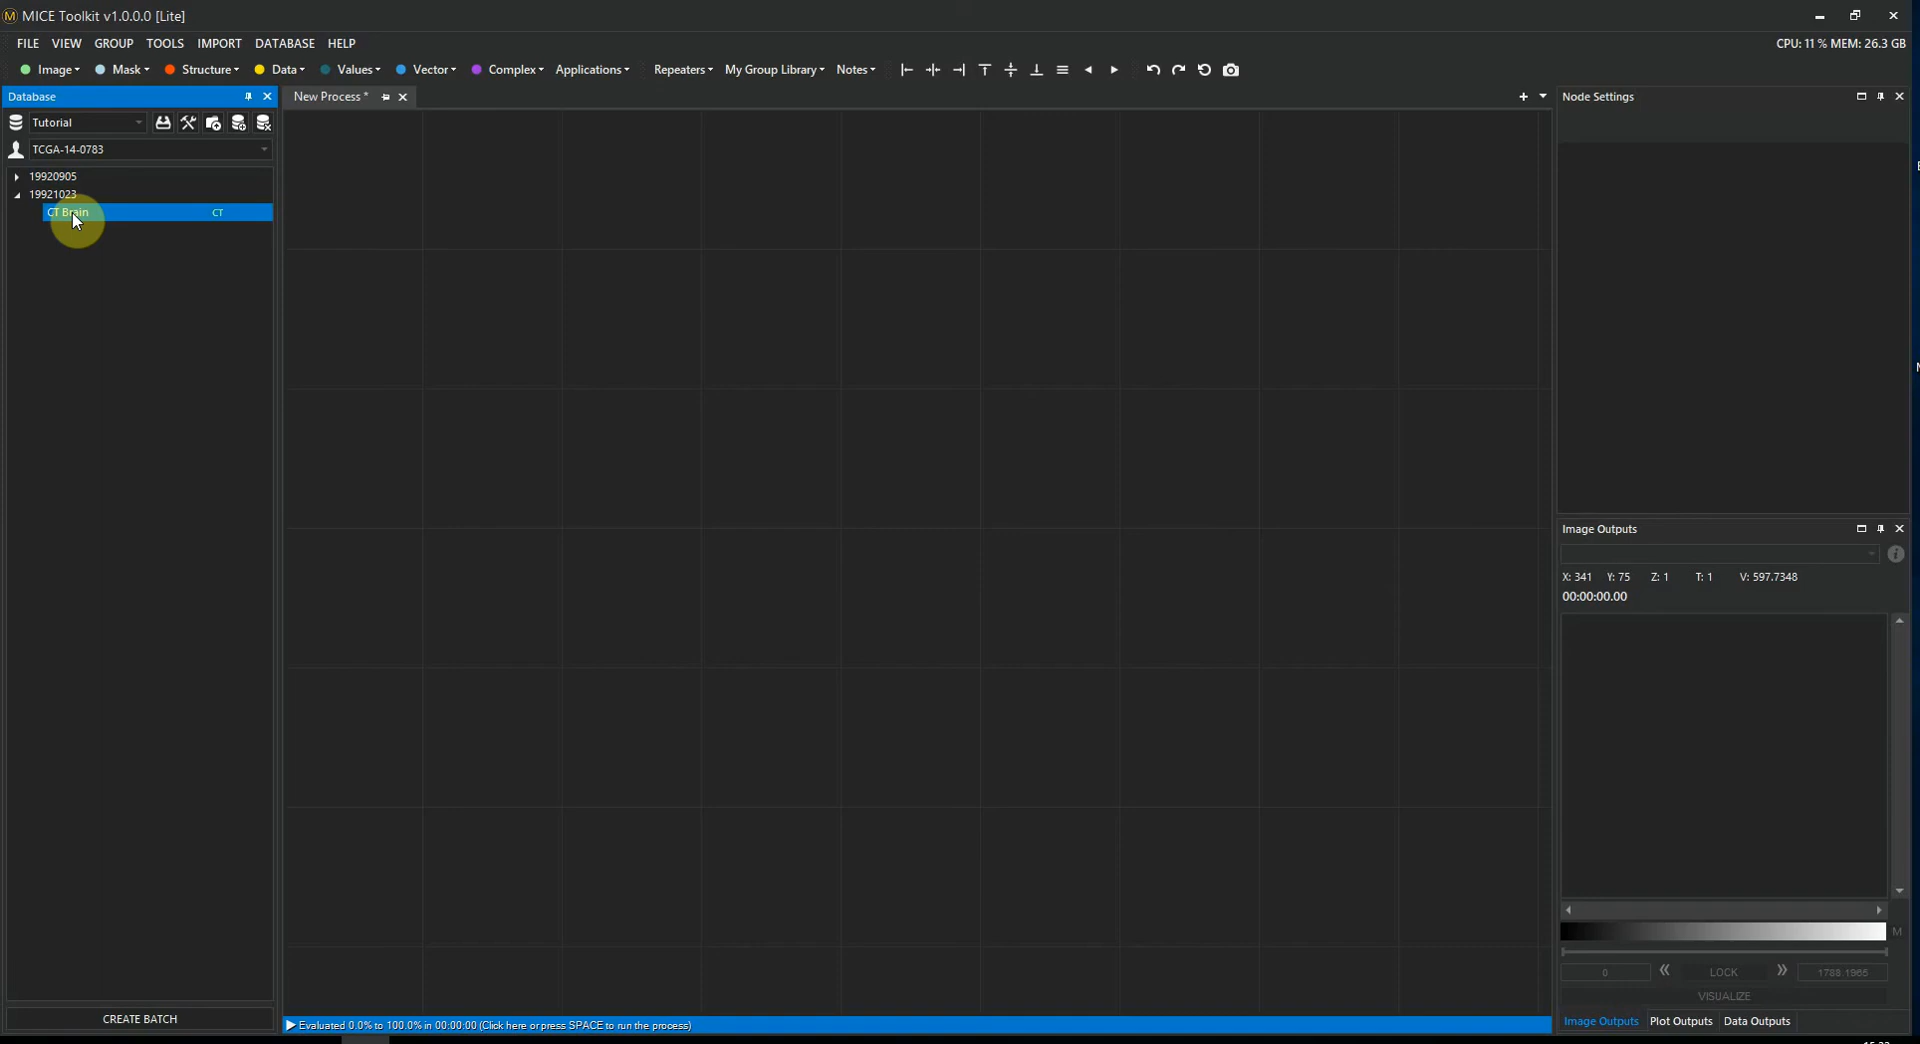 MICE Toolkit v1.0.0.0 [Lite]
FILE VIEW GROUP TOOLS IMPORT DATABASE HELP
CPU: 11 % MEM: 26.3 GB
Image Mask Structure Data Values Vector Complex Applications Repeaters My Group Library Notes
Database
New Process *
Node Settings
Tutorial
TCGA-14-0783
19920905
19921023
CT Brain CT
Image Outputs
X: 341 Y: 75 Z: 1 T: 1 V: 597.7348
00:00:00.00
M
0 LOCK 1788.1965
VISUALIZE
CREATE BATCH
Evaluated 0.0% to 100.0% in 00:00:00 (Click here or press SPACE to run the process)
Image Outputs Plot Outputs Data Outputs